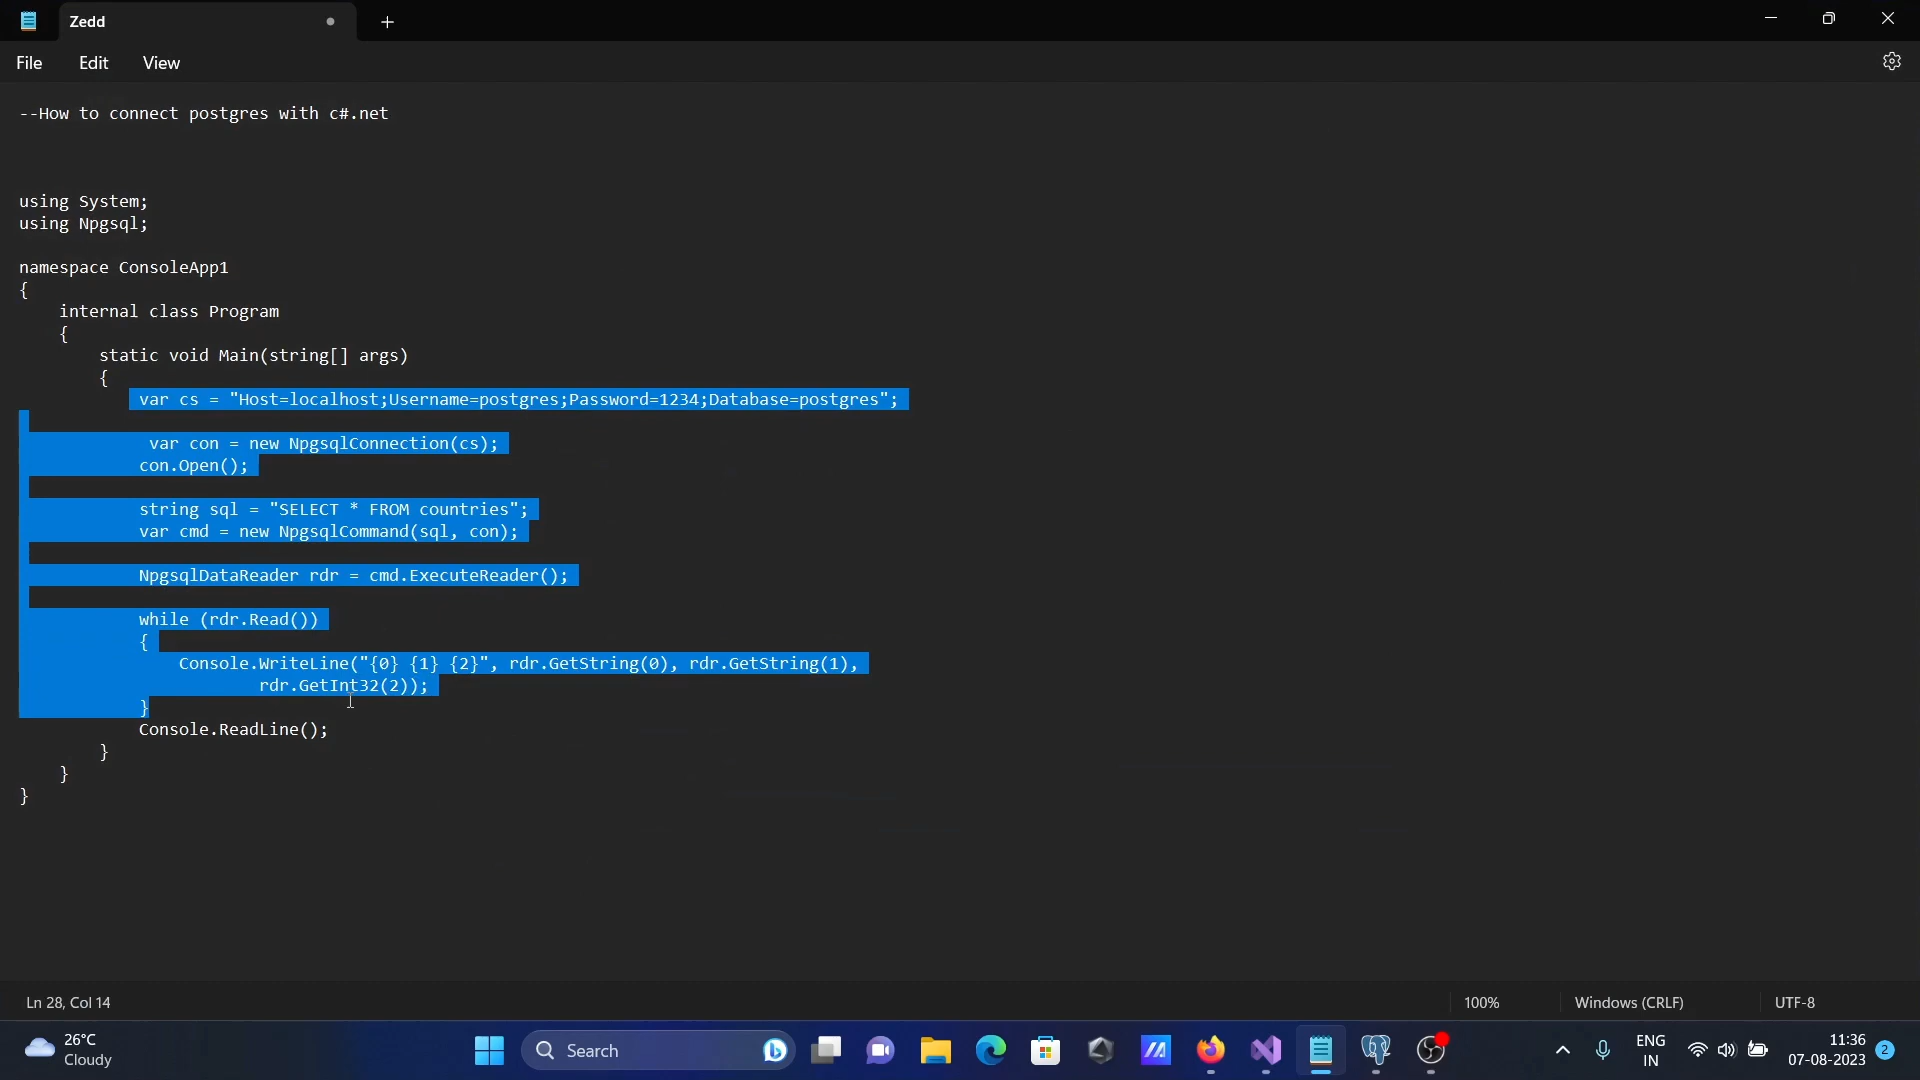 Zedd
File Edit View
--How to connect postgres with c#.net
using System;
using Npgsql;
namespace ConsoleApp1
{
internal class Program
{
static void Main(string[] args)
{
var cs = "Host=localhost;Username=postgres;Password=1234;Database=postgres";
var con = new NpgsqlConnection(cs);
con.Open();
string sql = "SELECT * FROM countries";
var cmd = new NpgsqlCommand(sql, con);
NpgsqlDataReader rdr = cmd.ExecuteReader();
while (rdr.Read())
{
Console.WriteLine("{0} {1} {2}", rdr.GetString(0), rdr.GetString(1),
rdr.GetInt32(2));
}
Console.ReadLine();
}
}
}
Ln 28, Col 14 100% Windows (CRLF) UTF-8
26°C
Cloudy
Search
ENG
IN
11:36
07-08-2023
2